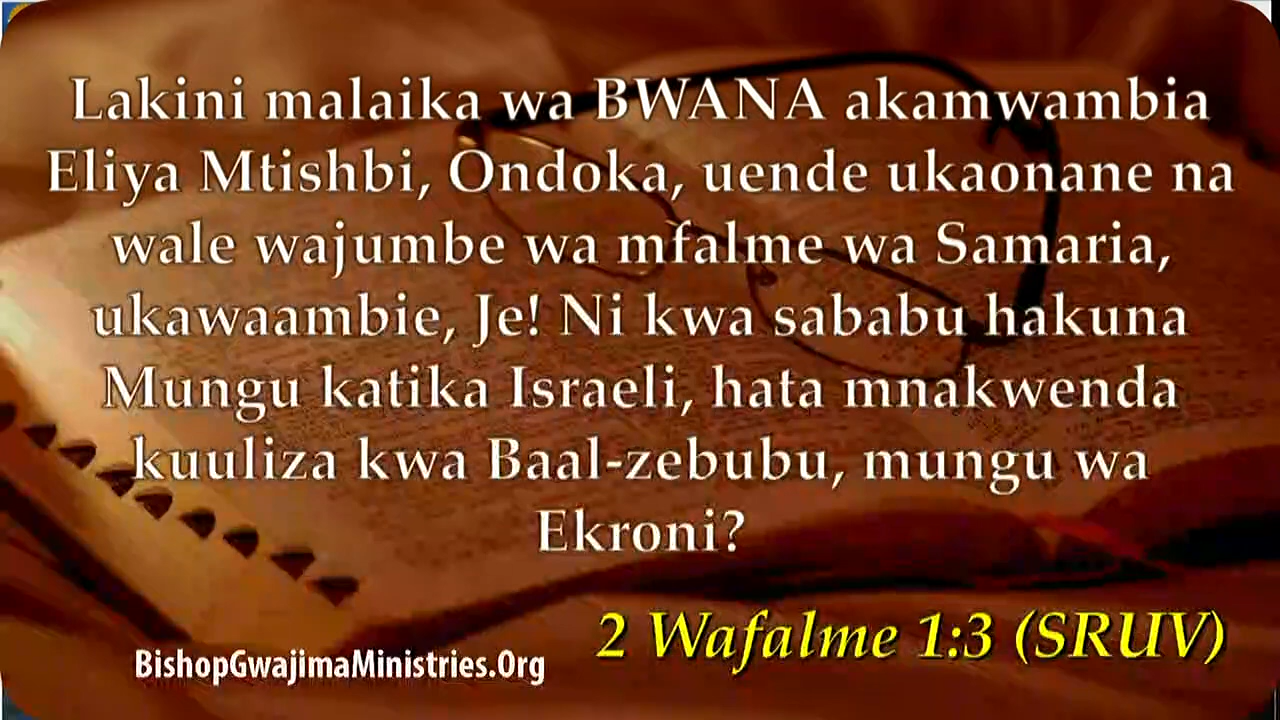 Lakini malaika wa BWANA akamwambia
Eliya Mtishbi, Ondoka, uende ukaonane na
wale wajumbe wa mfalme wa Samaria,
ukawaambie, Je! Ni kwa sababu hakuna
Mungu katika Israeli, hata mnakwenda
kuuliza kwa Baal-zebubu, mungu wa
Ekroni?
2 Wafalme 1:3 (SRUV)
BishopGwajimaMinistries.Org